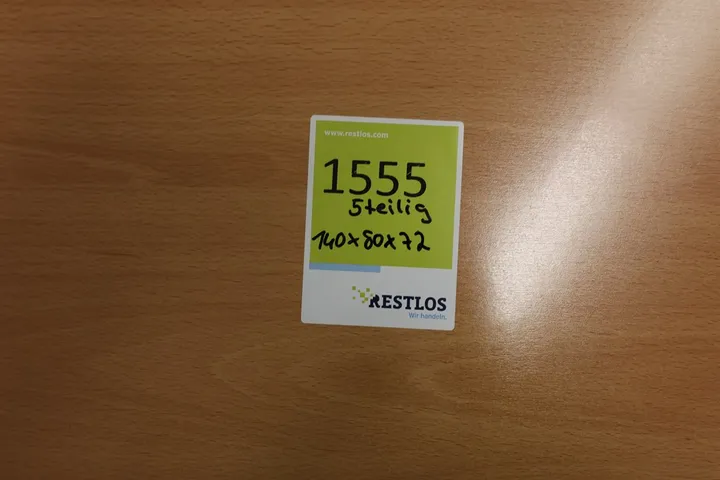 www.restlos.com
1555
5teilig
140x80x72
RESTLOS
Wir handeln.